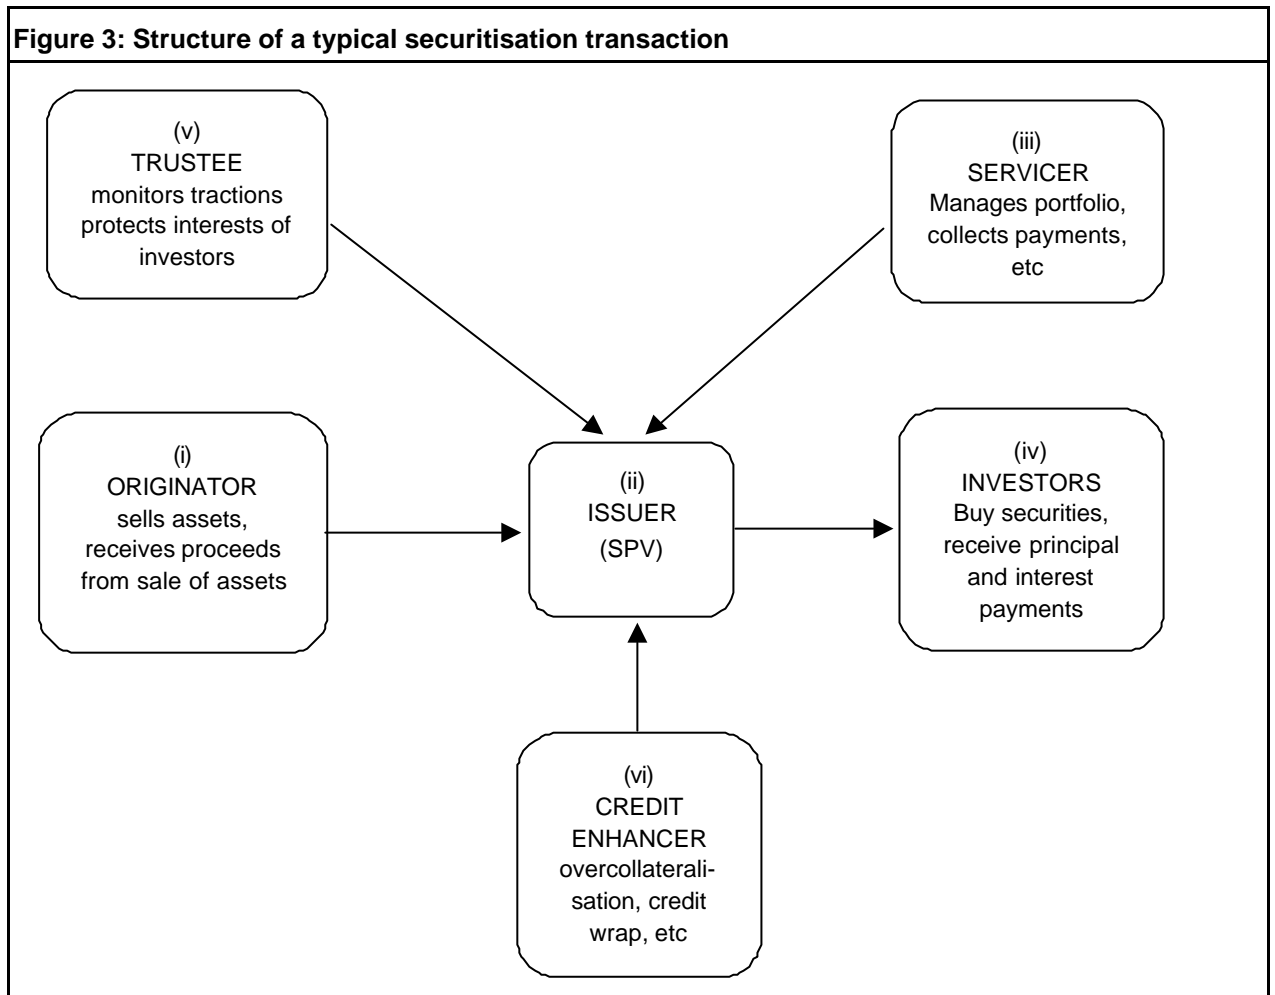 Figure 3: Structure of a typical securitisation transaction
(v)
TRUSTEE
monitors tractions
protects interests of
investors
(iii)
SERVICER
Manages portfolio,
collects payments,
etc
(i)
ORIGINATOR
sells assets,
receives proceeds
from sale of assets
(ii)
ISSUER
(SPV)
(iv)
INVESTORS
Buy securities,
receive principal
and interest
payments
(vi)
CREDIT
ENHANCER
overcollaterali-
sation, credit
wrap, etc